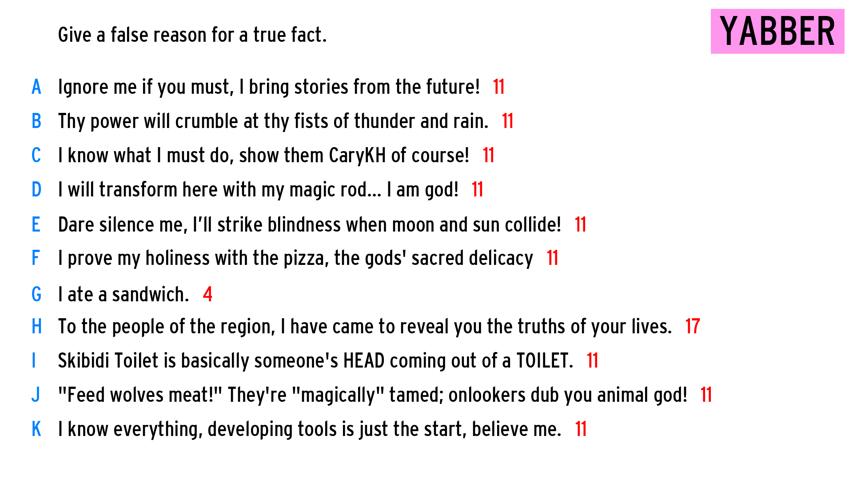 Give a false reason for a true fact.
YABBER
A Ignore me if you must, I bring stories from the future! 11
B Thy power will crumble at thy fists of thunder and rain. 11
C I know what I must do, show them CaryKH of course! 11
D I will transform here with my magic rod... I am god! 11
E Dare silence me, I'll strike blindness when moon and sun collide! 11
F I prove my holiness with the pizza, the gods' sacred delicacy 11
G I ate a sandwich. 4
H To the people of the region, I have came to reveal you the truths of your lives. 17
I Skibidi Toilet is basically someone's HEAD coming out of a TOILET. 11
J "Feed wolves meat!" They're "magically" tamed; onlookers dub you animal god! 11
K I know everything, developing tools is just the start, believe me. 11